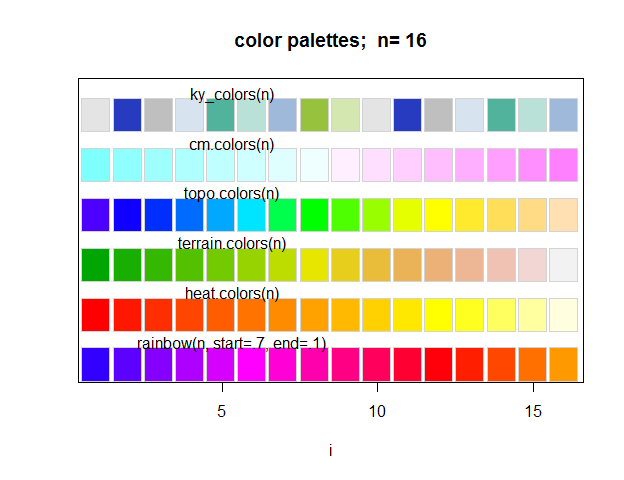 color palettes;  n= 16
ky_colors(n)
cm.colors(n)
topo.colors(n)
terrain.colors(n)
heat.colors(n)
rainbow(n, start= 7, end= 1)
5 10 15
i